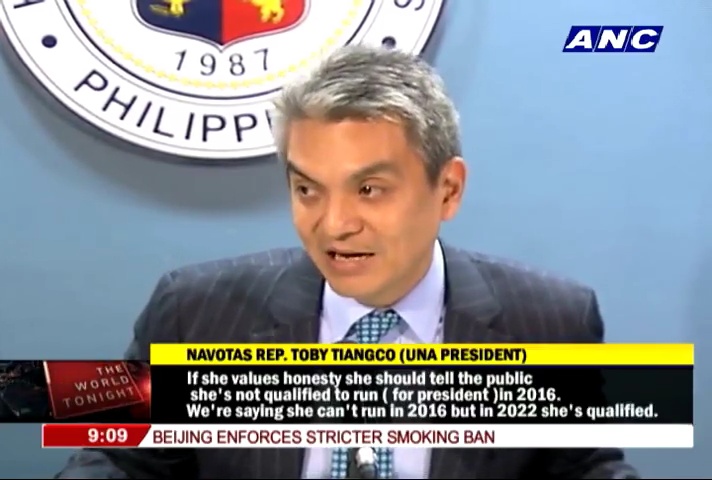 ANC
1987
PHILIPP
NAVOTAS REP. TOBY TIANGCO (UNA PRESIDENT)
THE
WORLD
TONIGHT
If she values honesty she should tell the public
she's not qualified to run ( for president )in 2016.
We're saying she can't run in 2016 but in 2022 she's qualified.
9:09
BEIJING ENFORCES STRICTER SMOKING BAN